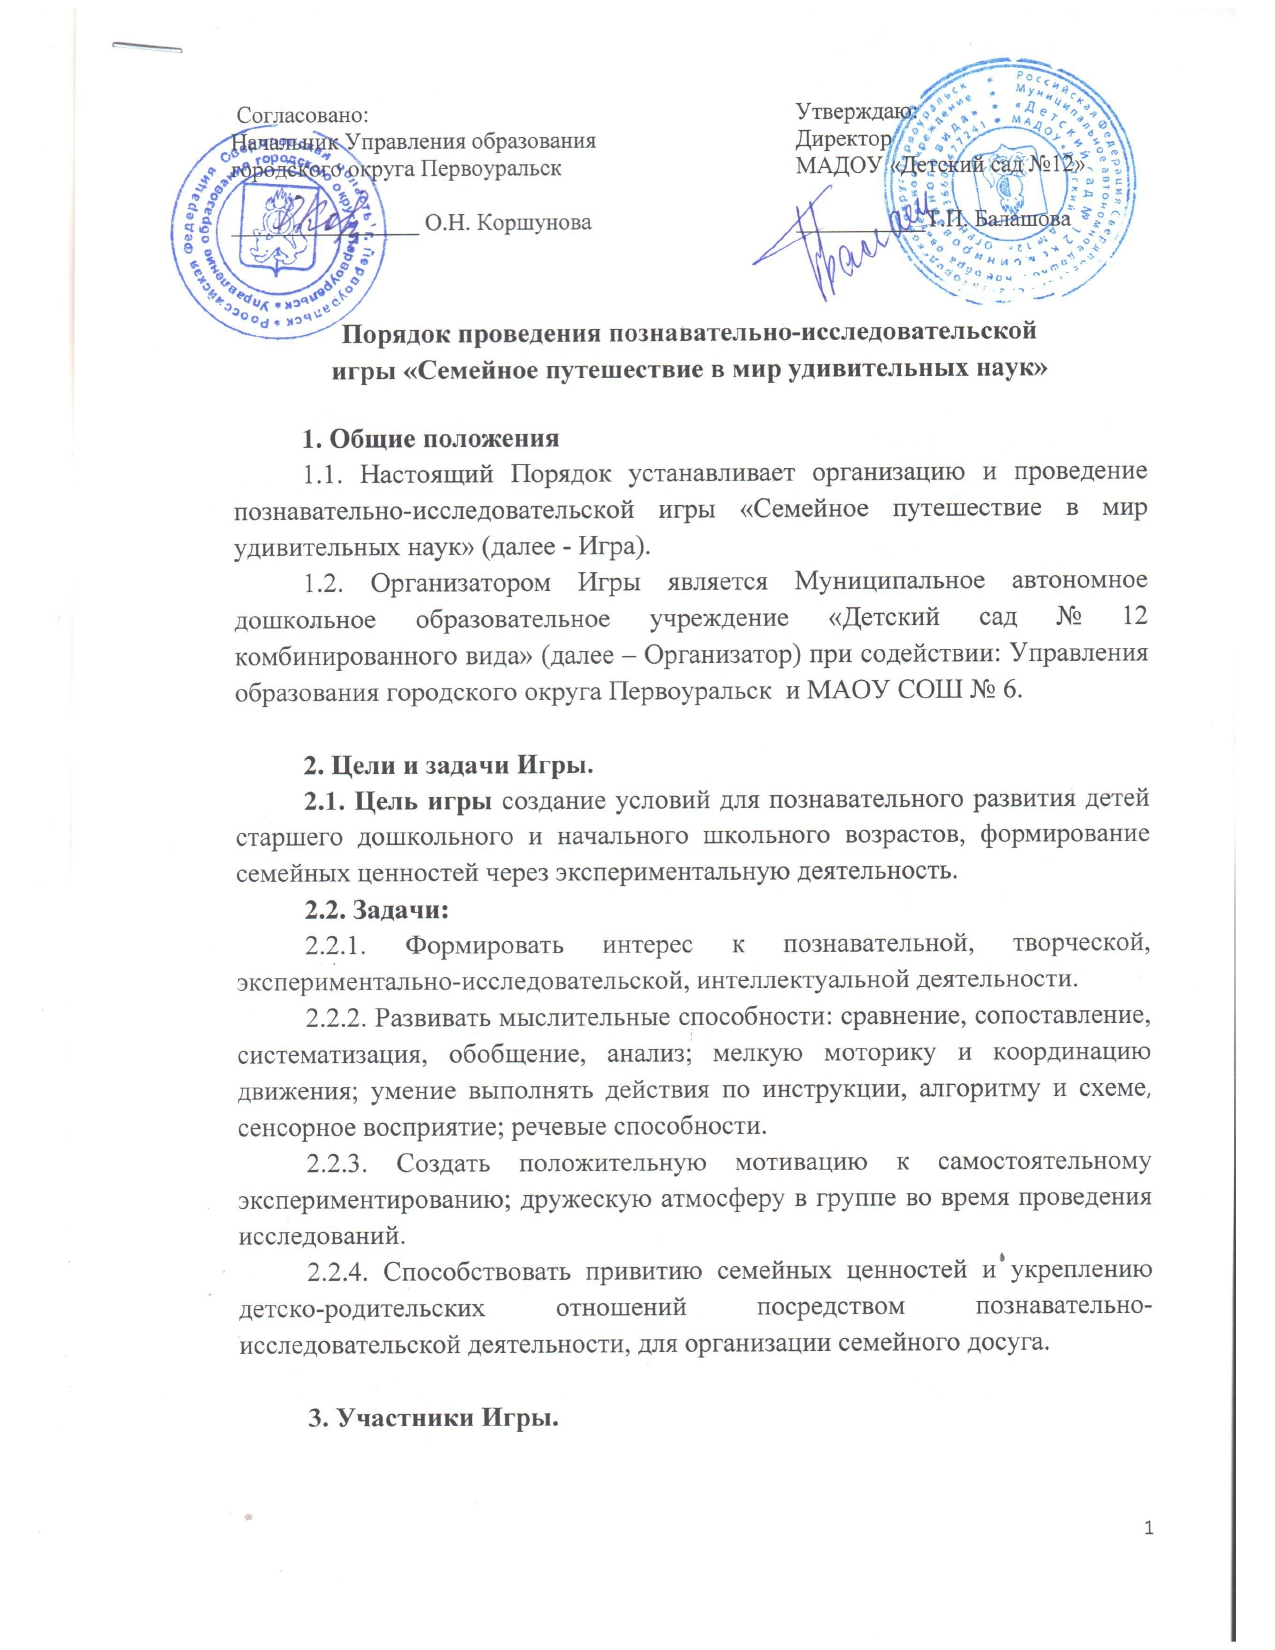 Согласовано:
Начальник Управления образования
городского округа Первоуральск
О.Н. Коршунова
Утверждаю:
Директор
МАДОУ «Детский сад №12»
Т.П. Балашова
Порядок проведения познавательно-исследовательской
игры «Семейное путешествие в мир удивительных наук»
1. Общие положения
1.1. Настоящий Порядок устанавливает организацию и проведение
познавательно-исследовательской игры «Семейное путешествие в мир
удивительных наук» (далее - Игра).
1.2. Организатором Игры является Муниципальное автономное
дошкольное образовательное учреждение «Детский сад № 12
комбинированного вида» (далее – Организатор) при содействии: Управления
образования городского округа Первоуральск и МАОУ СОШ № 6.
2. Цели и задачи Игры.
2.1. Цель игры создание условий для познавательного развития детей
старшего дошкольного и начального школьного возрастов, формирование
семейных ценностей через экспериментальную деятельность.
2.2. Задачи:
2.2.1. Формировать интерес к познавательной, творческой,
экспериментально-исследовательской, интеллектуальной деятельности.
2.2.2. Развивать мыслительные способности: сравнение, сопоставление,
систематизация, обобщение, анализ; мелкую моторику и координацию
движения; умение выполнять действия по инструкции, алгоритму и схеме,
сенсорное восприятие; речевые способности.
2.2.3. Создать положительную мотивацию к самостоятельному
экспериментированию; дружескую атмосферу в группе во время проведения
исследований.
2.2.4. Способствовать привитию семейных ценностей и укреплению
детско-родительских отношений посредством познавательно-
исследовательской деятельности, для организации семейного досуга.
3. Участники Игры.
1